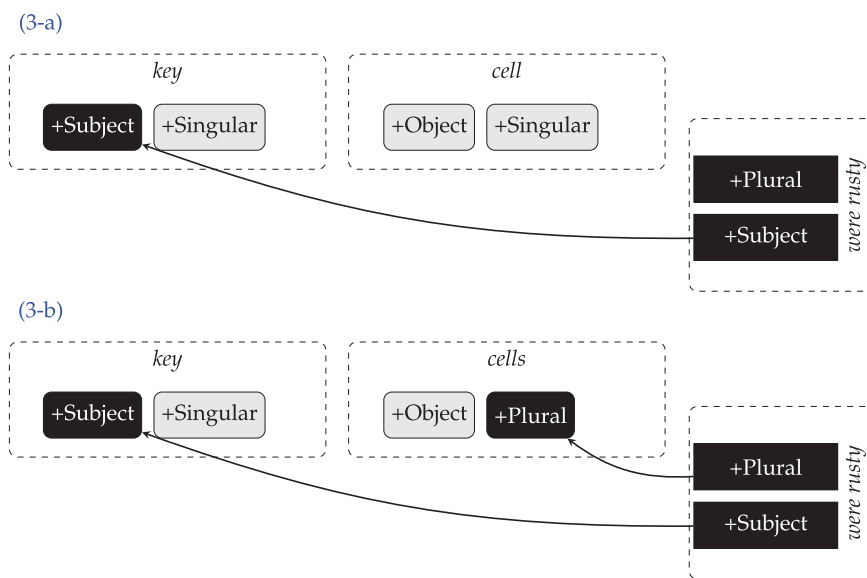 (3-a)
key
cell
+Subject +Singular
+Object +Singular
+Plural
+Subject
were rusty
(3-b)
key
cells
+Subject +Singular
+Object +Plural
+Plural
+Subject
were rusty